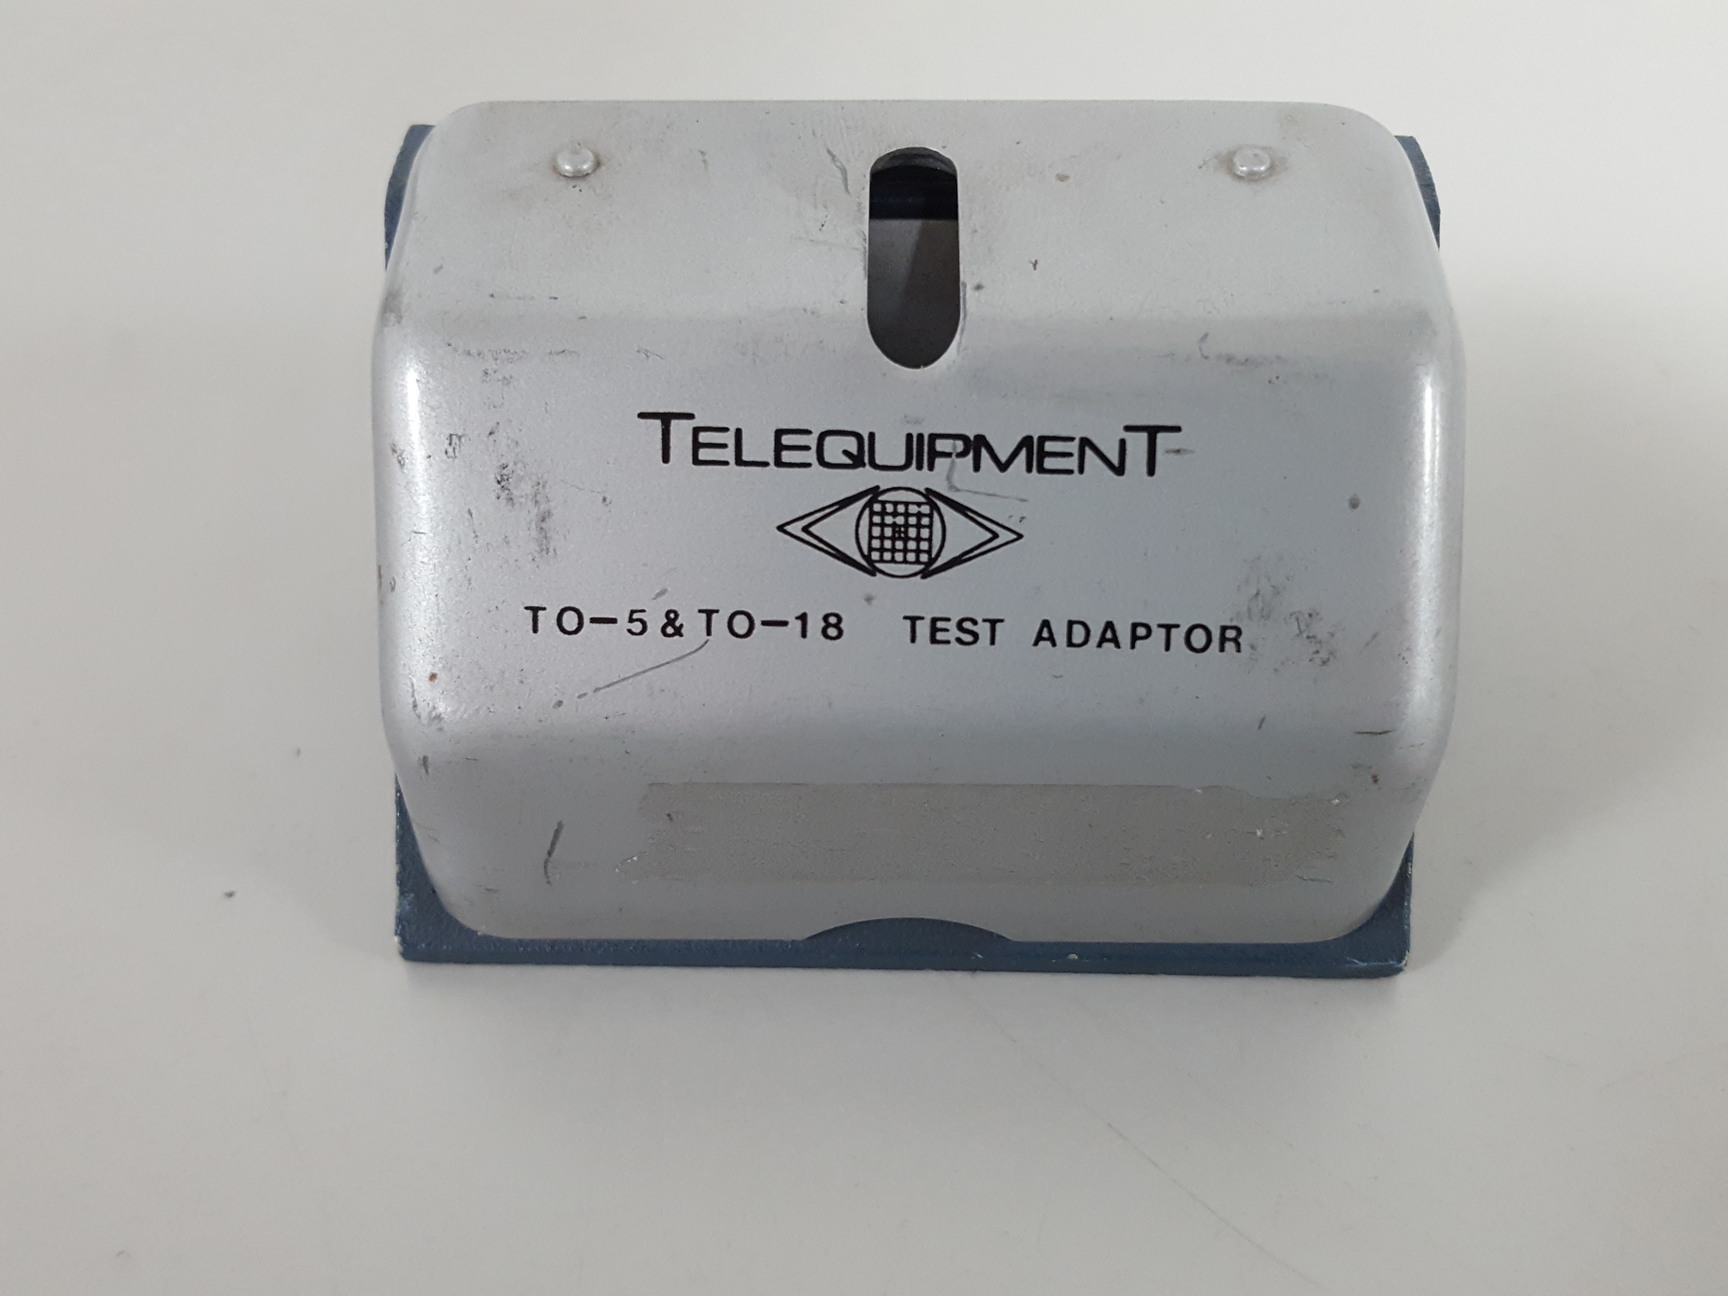 TELEQUIPMENT
TO-5 & TO-18 TEST ADAPTOR